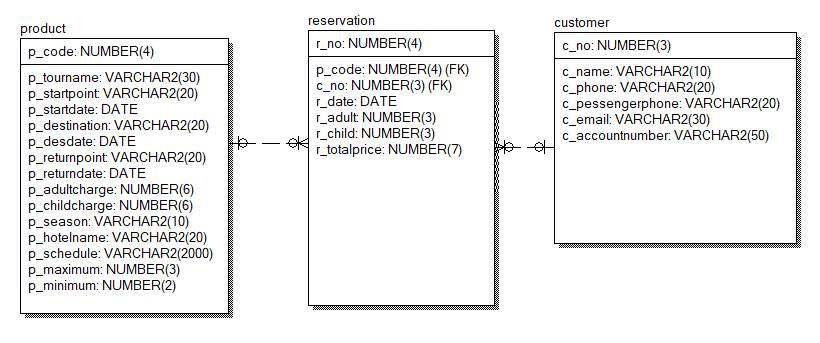 product
p_code: NUMBER(4)
p_tourname: VARCHAR2(30)
p_startpoint: VARCHAR2(20)
p_startdate: DATE
p_destination: VARCHAR2(20)
p_desdate: DATE
p_returnpoint: VARCHAR2(20)
p_returndate: DATE
p_adultcharge: NUMBER(6)
p_childcharge: NUMBER(6)
p_season: VARCHAR2(10)
p_hotelname: VARCHAR2(20)
p_schedule: VARCHAR2(2000)
p_maximum: NUMBER(3)
p_minimum: NUMBER(2)
reservation
r_no: NUMBER(4)
p_code: NUMBER(4) (FK)
c_no: NUMBER(3) (FK)
r_date: DATE
r_adult: NUMBER(3)
r_child: NUMBER(3)
r_totalprice: NUMBER(7)
customer
c_no: NUMBER(3)
c_name: VARCHAR2(10)
c_phone: VARCHAR2(20)
c_pessengerphone: VARCHAR2(20)
c_email: VARCHAR2(30)
c_accountnumber: VARCHAR2(50)